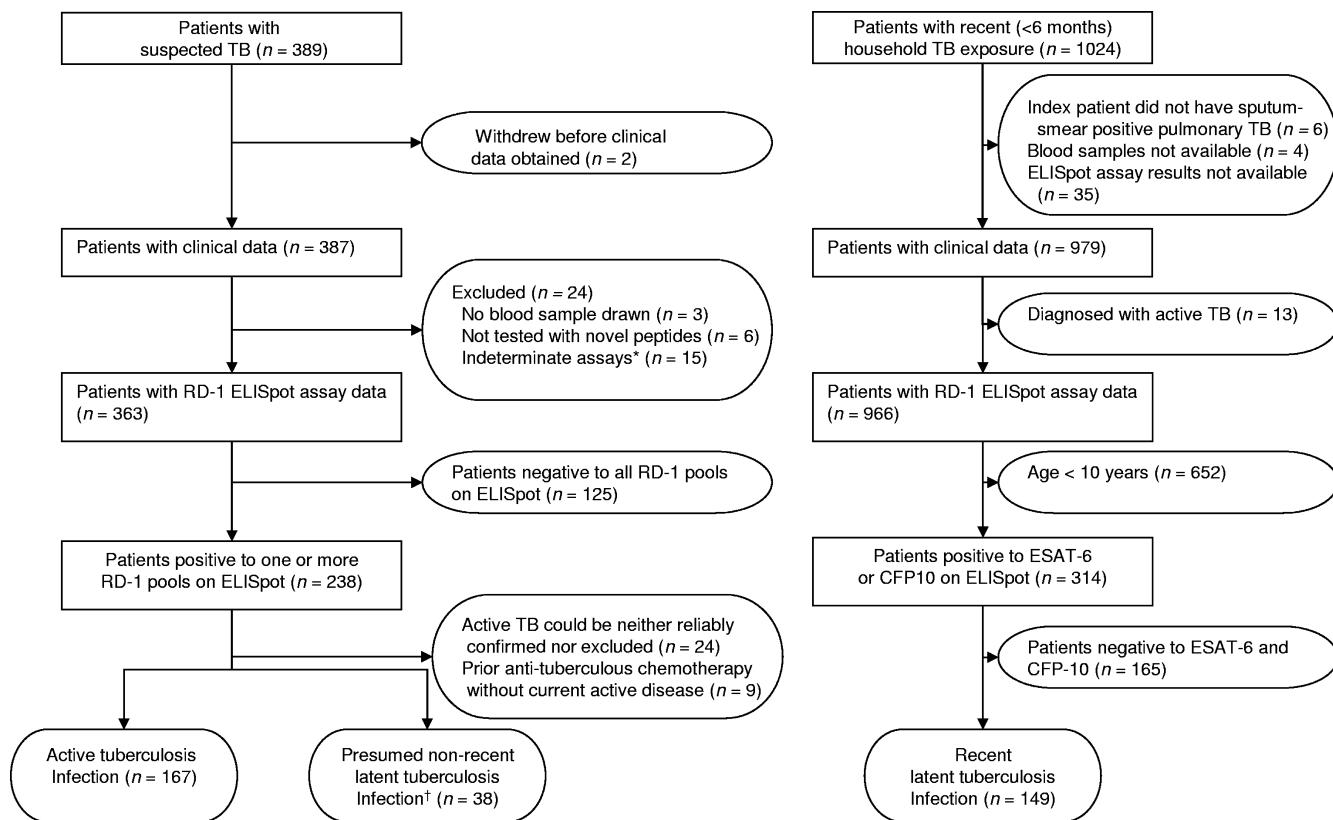 Patients with
suspected TB (n = 389)
Withdrew before clinical
data obtained (n = 2)
Patients with clinical data (n = 387)
Excluded (n = 24)
No blood sample drawn (n = 3)
Not tested with novel peptides (n = 6)
Indeterminate assays* (n = 15)
Patients with RD-1 ELISpot assay data
(n = 363)
Patients negative to all RD-1 pools
on ELISpot (n = 125)
Patients positive to one or more
RD-1 pools on ELISpot (n = 238)
Active TB could be neither reliably
confirmed nor excluded (n = 24)
Prior anti-tuberculous chemotherapy
without current active disease (n = 9)
Active tuberculosis
Infection (n = 167)
Presumed non-recent
latent tuberculosis
Infection† (n = 38)
Patients with recent (<6 months)
household TB exposure (n = 1024)
Index patient did not have sputum-
smear positive pulmonary TB (n = 6)
Blood samples not available (n = 4)
ELISpot assay results not available
(n = 35)
Patients with clinical data (n = 979)
Diagnosed with active TB (n = 13)
Patients with RD-1 ELISpot assay data
(n = 966)
Age < 10 years (n = 652)
Patients positive to ESAT-6
or CFP10 on ELISpot (n = 314)
Patients negative to ESAT-6 and
CFP-10 (n = 165)
Recent
latent tuberculosis
Infection (n = 149)